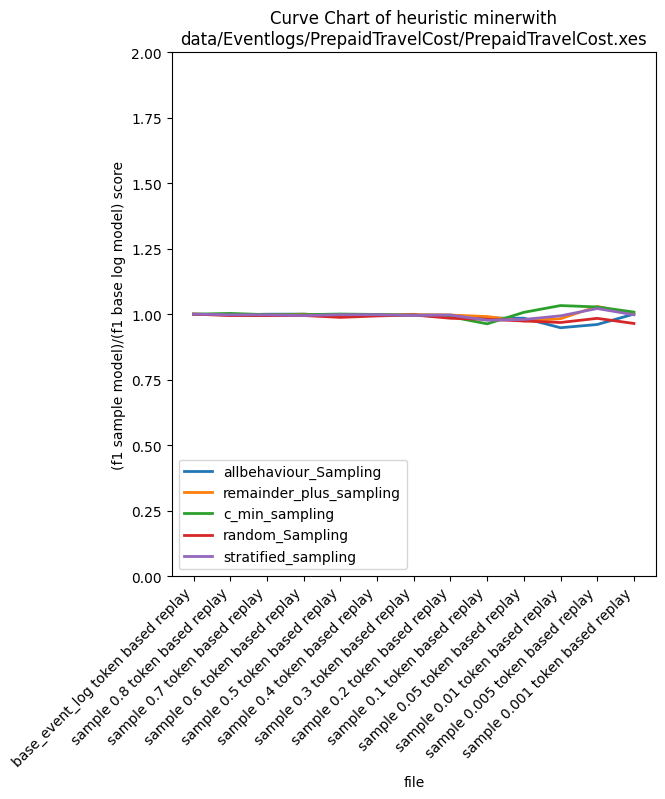 Curve Chart of heuristic minerwith
data/Eventlogs/PrepaidTravelCost/PrepaidTravelCost.xes
(f1 sample model)/(f1 base log model) score
2.00
1.75
1.50
1.25
1.00
0.75
0.50
0.25
0.00
allbehaviour_Sampling
remainder_plus_sampling
c_min_sampling
random_Sampling
stratified_sampling
base_event_log token based replay
sample 0.8 token based replay
sample 0.7 token based replay
sample 0.6 token based replay
sample 0.5 token based replay
sample 0.4 token based replay
sample 0.3 token based replay
sample 0.2 token based replay
sample 0.1 token based replay
sample 0.05 token based replay
sample 0.01 token based replay
sample 0.005 token based replay
sample 0.001 token based replay
file